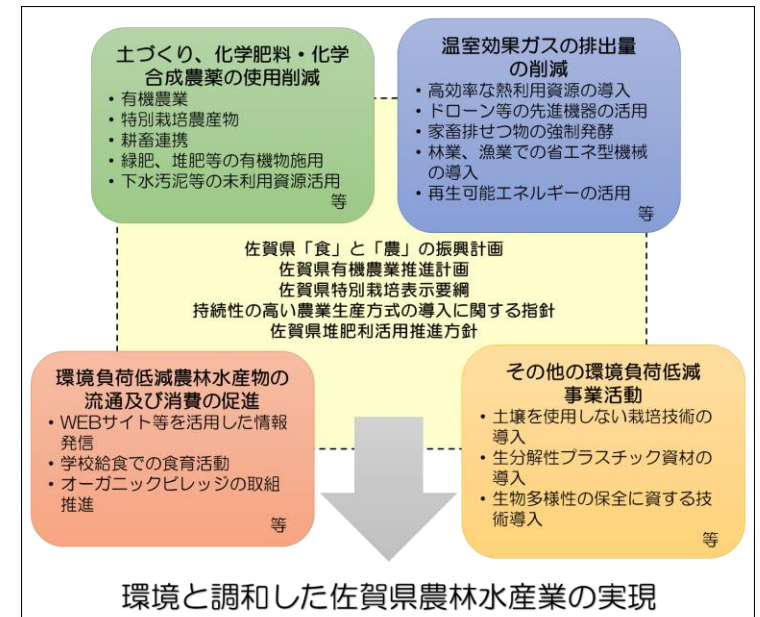 土づくり、化学肥料・化学
合成農薬の使用削減
・有機農業
・特別栽培農産物
・耕畜連携
・緑肥、堆肥等の有機物施用
・下水汚泥等の未利用資源活用
等
温室効果ガスの排出量
の削減
・高効率な熱利用資源の導入
・ドローン等の先進機器の活用
・家畜排せつ物の強制発酵
・林業、漁業での省エネ型機械
の導入
・再生可能エネルギーの活用
等
佐賀県「食」と「農」の振興計画
佐賀県有機農業推進計画
佐賀県特別栽培表示要綱
持続性の高い農業生産方式の導入に関する指針
佐賀県堆肥利活用推進方針
環境負荷低減農林水産物の
流通及び消費の促進
・WEBサイト等を活用した情報
発信
・学校給食での食育活動
・オーガニックビレッジの取組
推進
等
その他の環境負荷低減
事業活動
・土壌を使用しない栽培技術の
導入
・生分解性プラスチック資材の
導入
・生物多様性の保全に資する技
術導入
等
環境と調和した佐賀県農林水産業の実現